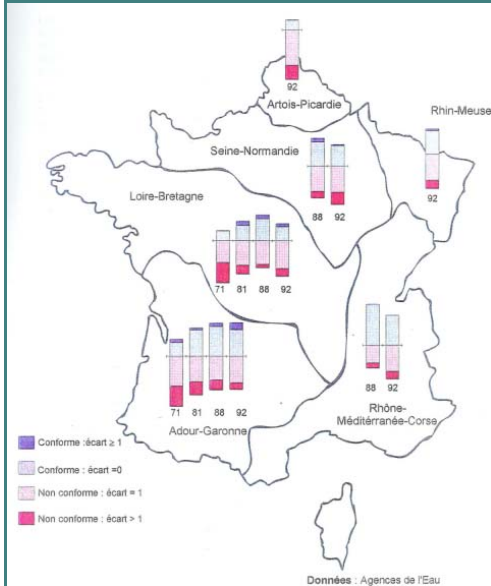 92
Artois-Picardie
Rhin-Meuse
Seine-Normandie
92
88
92
Loire-Bretagne
71
81
88
92
88
92
71
81
88
92
Rhône-
Méditérranée-Corse
Adour-Garonne
Conforme :écart ≥ 1
Conforme : écart =0
Non conforme : écart = 1
Non conforme : écart > 1
Données : Agences de l'Eau